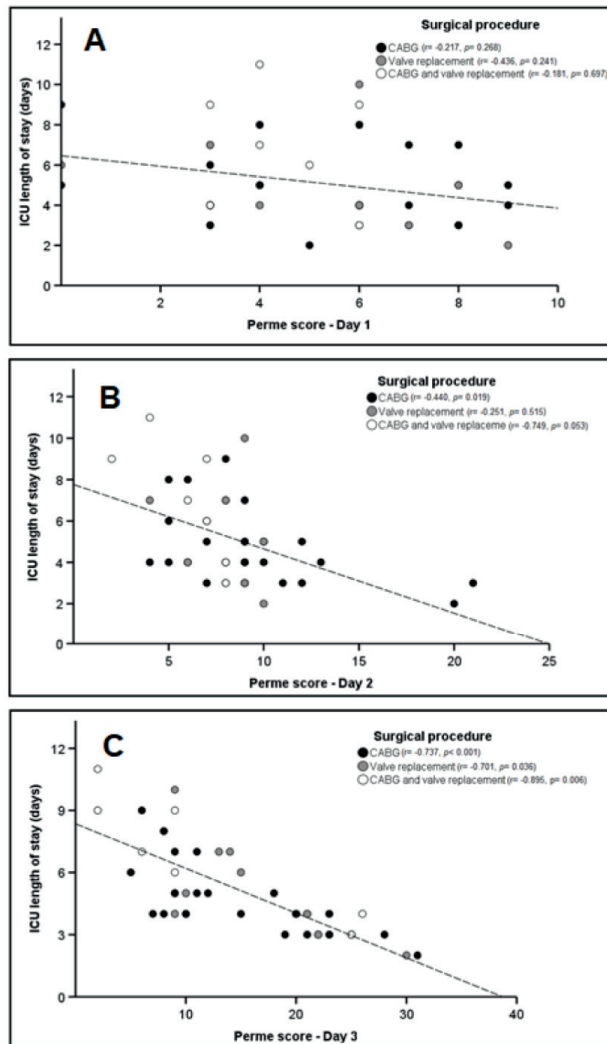 A
Surgical procedure
CABG (r= -0.217, p= 0.268)
Valve replacement (r= -0.436, p= 0.241)
CABG and valve replacement (r= -0.181, p= 0.697)
ICU length of stay (days)
12
10
8
6
4
2
0
2 4 6 8 10
Perme score - Day 1
B
Surgical procedure
CABG (r= -0.440, p= 0.019)
Valve replacement (r= -0.251, p= 0.515)
CABG and valve replaceme (r= -0.749, p= 0.053)
ICU length of stay (days)
12
10
8
6
4
2
0
5 10 15 20 25
Perme score - Day 2
C
Surgical procedure
CABG (r= -0.737, p< 0.001)
Valve replacement (r= -0.701, p= 0.036)
CABG and valve replacement (r= -0.895, p= 0.006)
ICU length of stay (days)
12
9
6
3
0
10 20 30 40
Perme score - Day 3